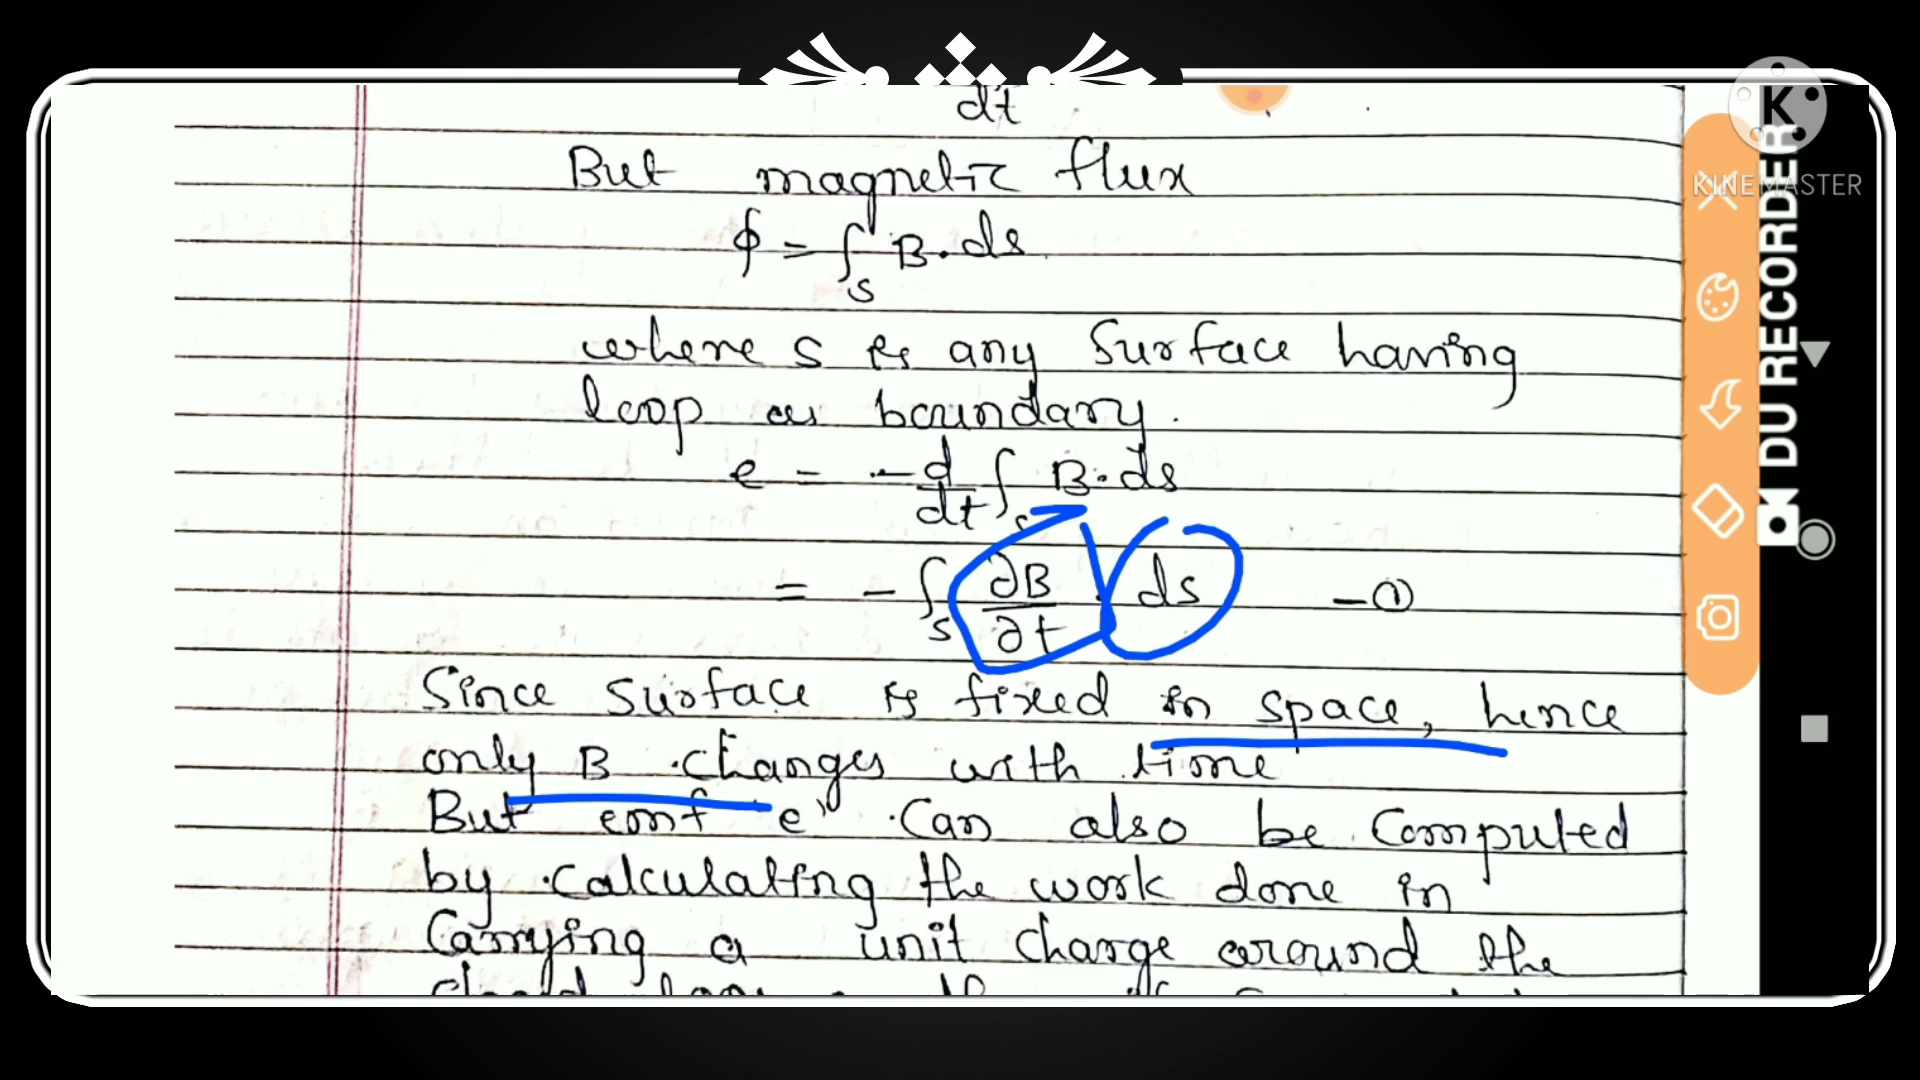 dt
But magnetic flux
ϕ = ∫_S B. ds
where S is any surface having
loop as boundary.
e = - d/dt ∫_S B. ds
= - ∫_S ∂B/∂t . ds —①
Since surface is fixed in space, hence
only B changes with time
But emf 'e' can also be computed
by calculating the work done in
Carrying a unit charge around the
K
KINEMASTER
DU RECORDER